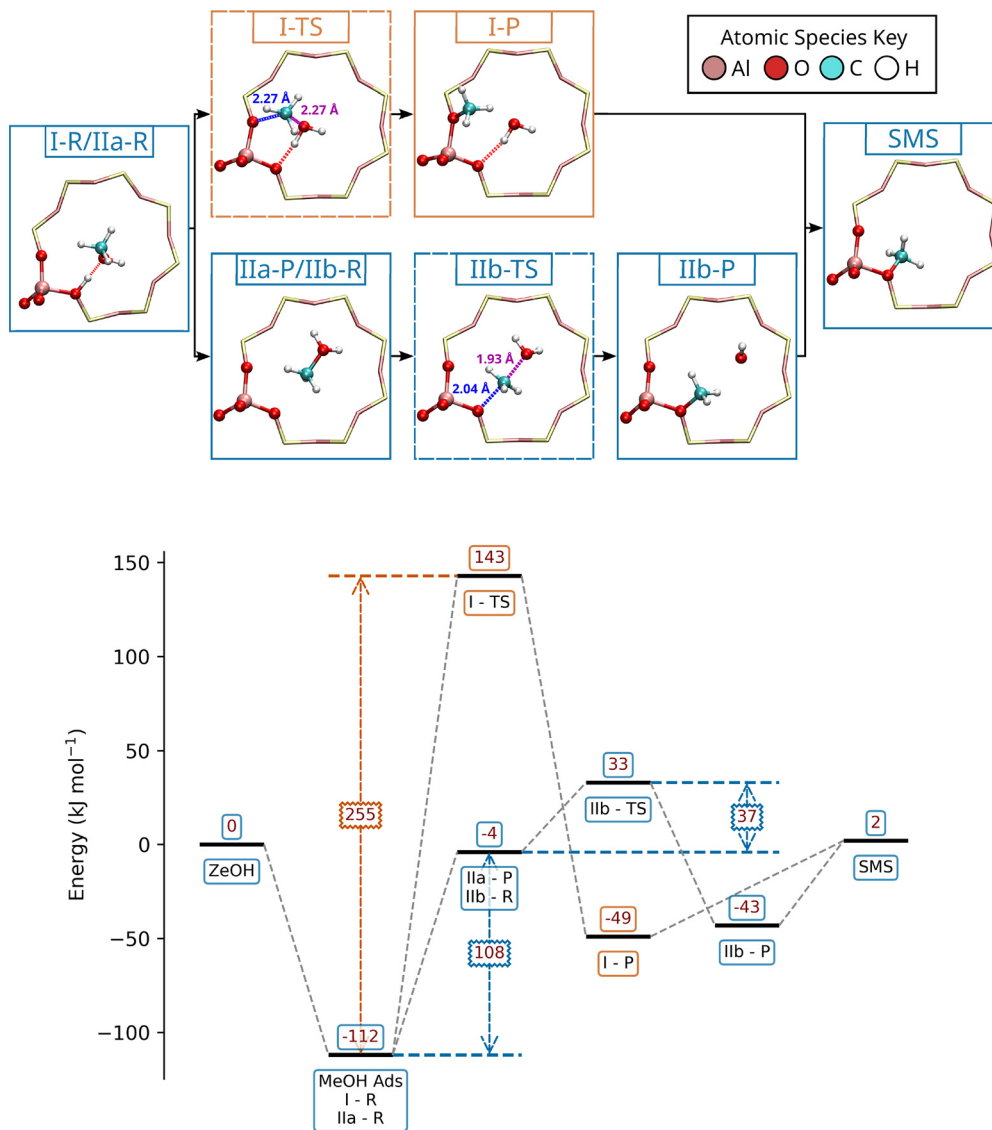 I-TS
I-P
Atomic Species Key
Al O C H
2.27 Å
2.27 Å
I-R/IIa-R
SMS
IIa-P/IIb-R
IIb-TS
IIb-P
1.93 Å
2.04 Å
Energy (kJ mol⁻¹)
150
100
50
0
−50
−100
0
ZeOH
-112
MeOH Ads
I - R
IIa - R
255
143
I - TS
-4
IIa - P
IIb - R
108
33
IIb - TS
37
-49
I - P
-43
IIb - P
2
SMS